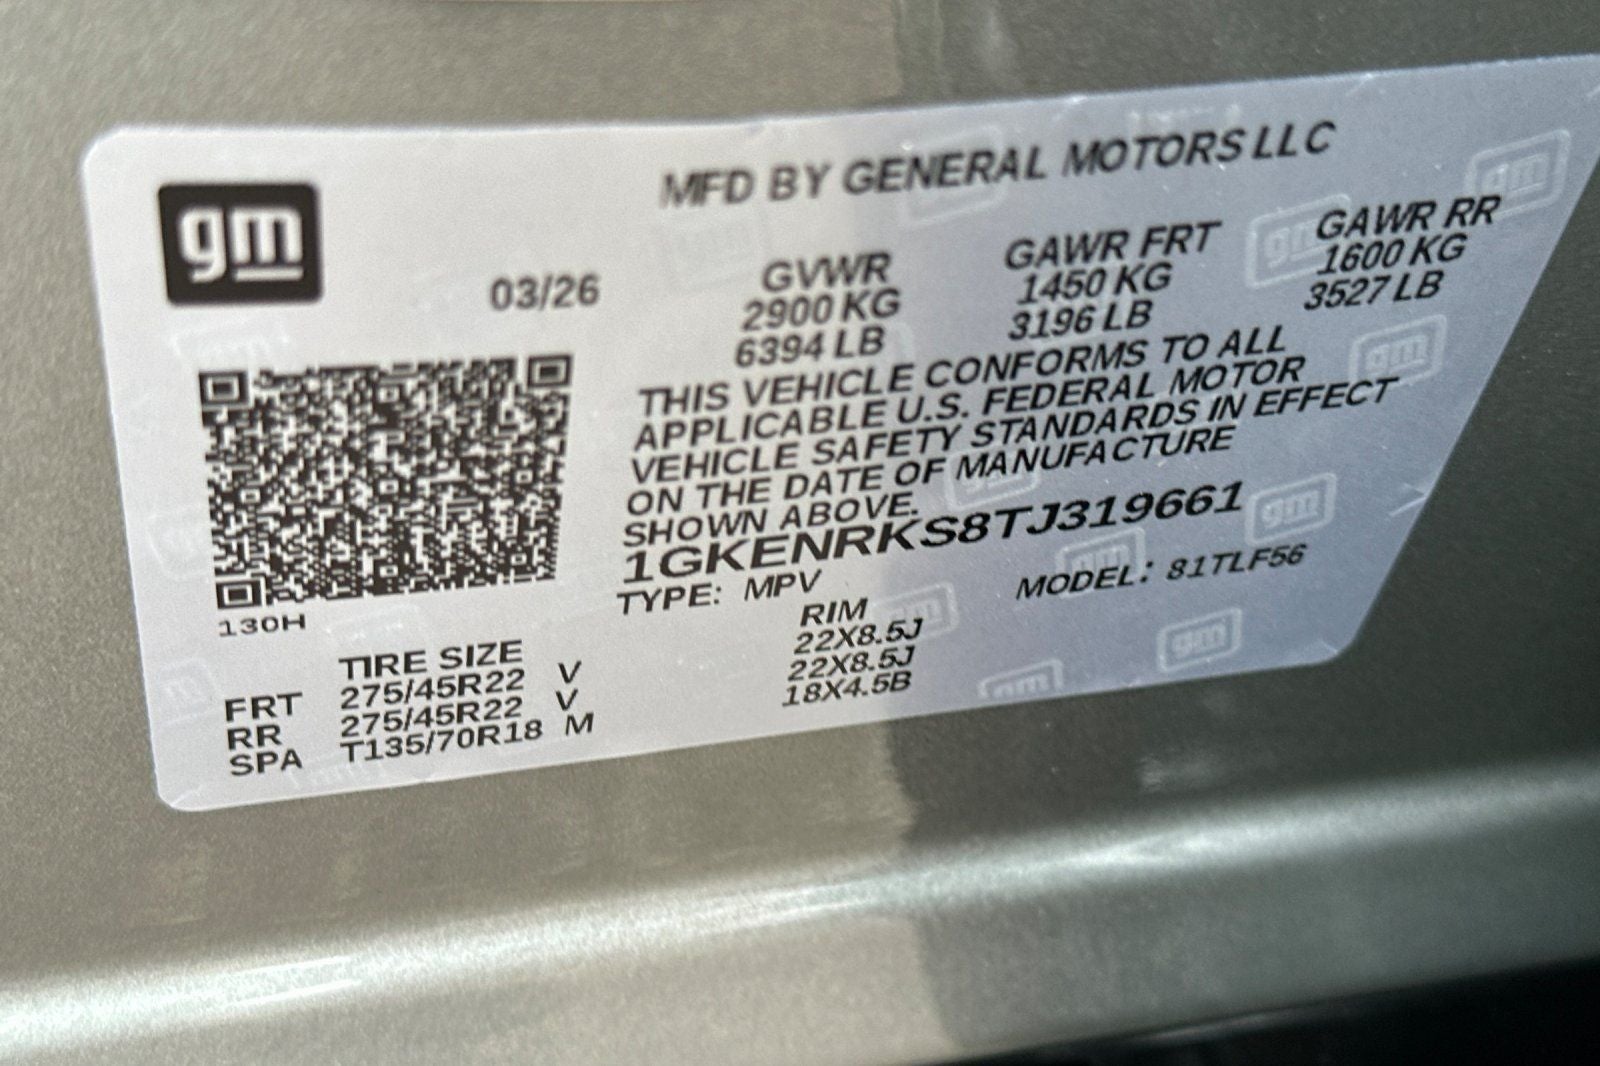 gm
MFD BY GENERAL MOTORS LLC
03/26
GVWR GAWR FRT GAWR RR
2900 KG 1450 KG 1600 KG
6394 LB 3196 LB 3527 LB
THIS VEHICLE CONFORMS TO ALL
APPLICABLE U.S. FEDERAL MOTOR
VEHICLE SAFETY STANDARDS IN EFFECT
ON THE DATE OF MANUFACTURE
SHOWN ABOVE.
1GKENRKS8TJ319661
TYPE: MPV MODEL: 81TLF56
130H
TIRE SIZE RIM
FRT 275/45R22 V 22X8.5J
RR 275/45R22 V 22X8.5J
SPA T135/70R18 M 18X4.5B